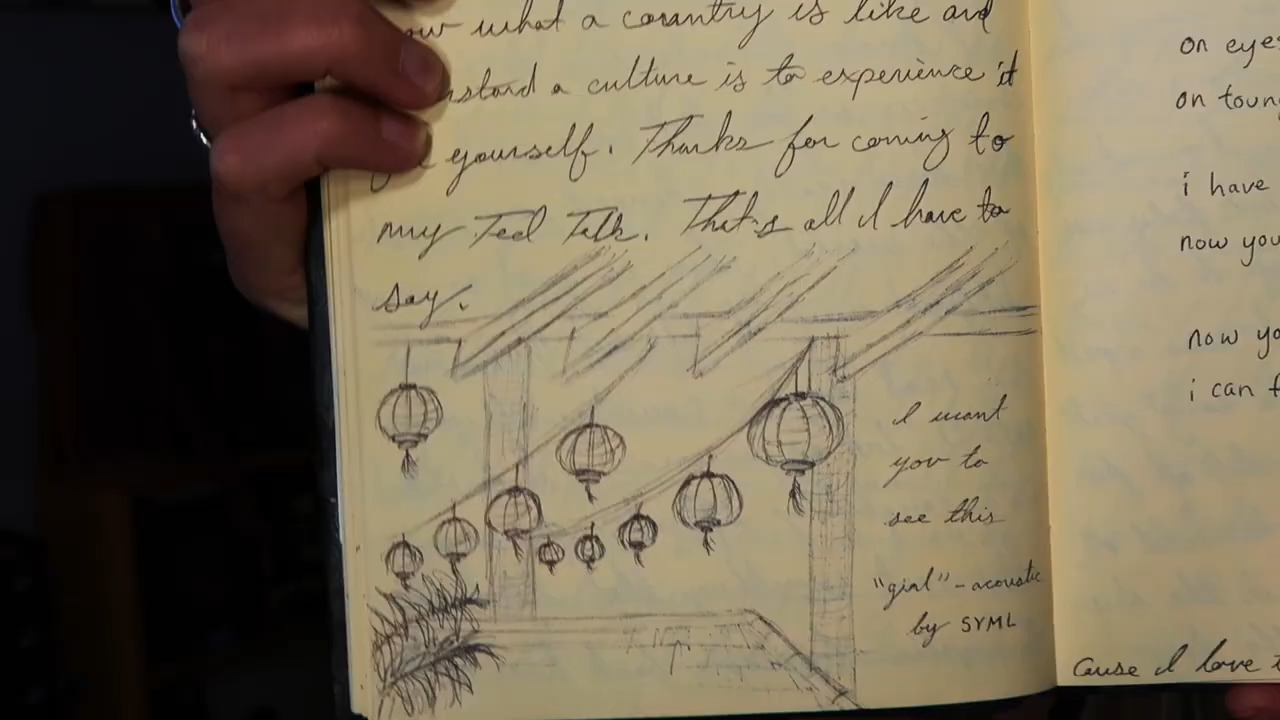 what a country is like and
a culture is to experience it
yourself. Thanks for coming to
my Ted Talk. That's all I have to
say.
I want
you to
see this
"girl" - acoustic
by SYML
on eyes
on toun
i have
now you
now yo
i can f
Cause I love t